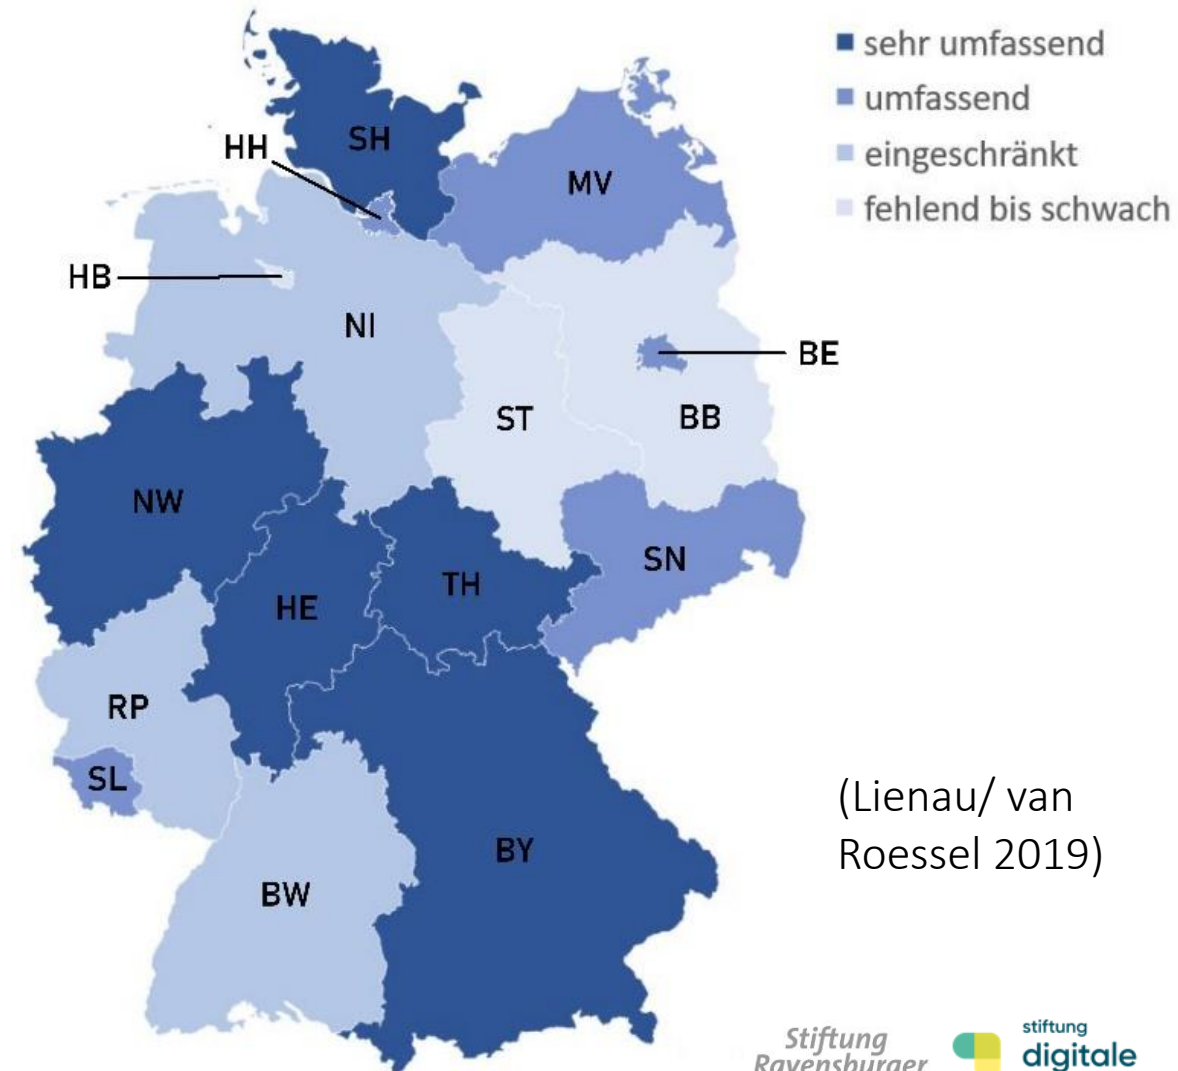 sehr umfassend
umfassend
eingeschränkt
fehlend bis schwach
SH
HH
MV
HB
NI
BE
ST
BB
NW
SN
TH
HE
RP
SL
BY
BW
(Lienau/ van
Roessel 2019)
Stiftung
Ravensburger
stiftung
digitale